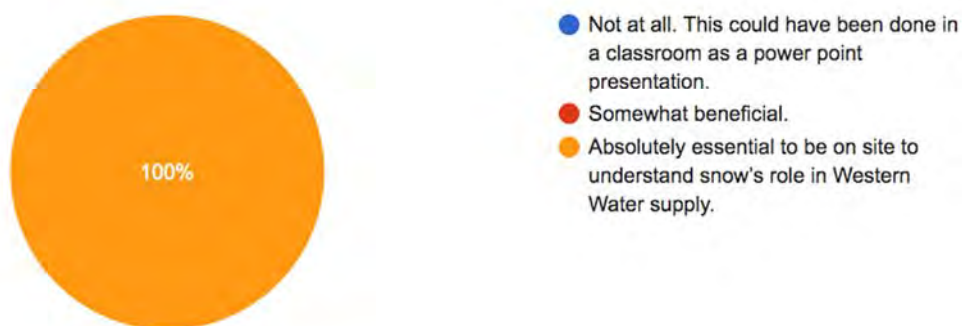 100%
Not at all. This could have been done in
a classroom as a power point
presentation.
Somewhat beneficial.
Absolutely essential to be on site to
understand snow's role in Western
Water supply.